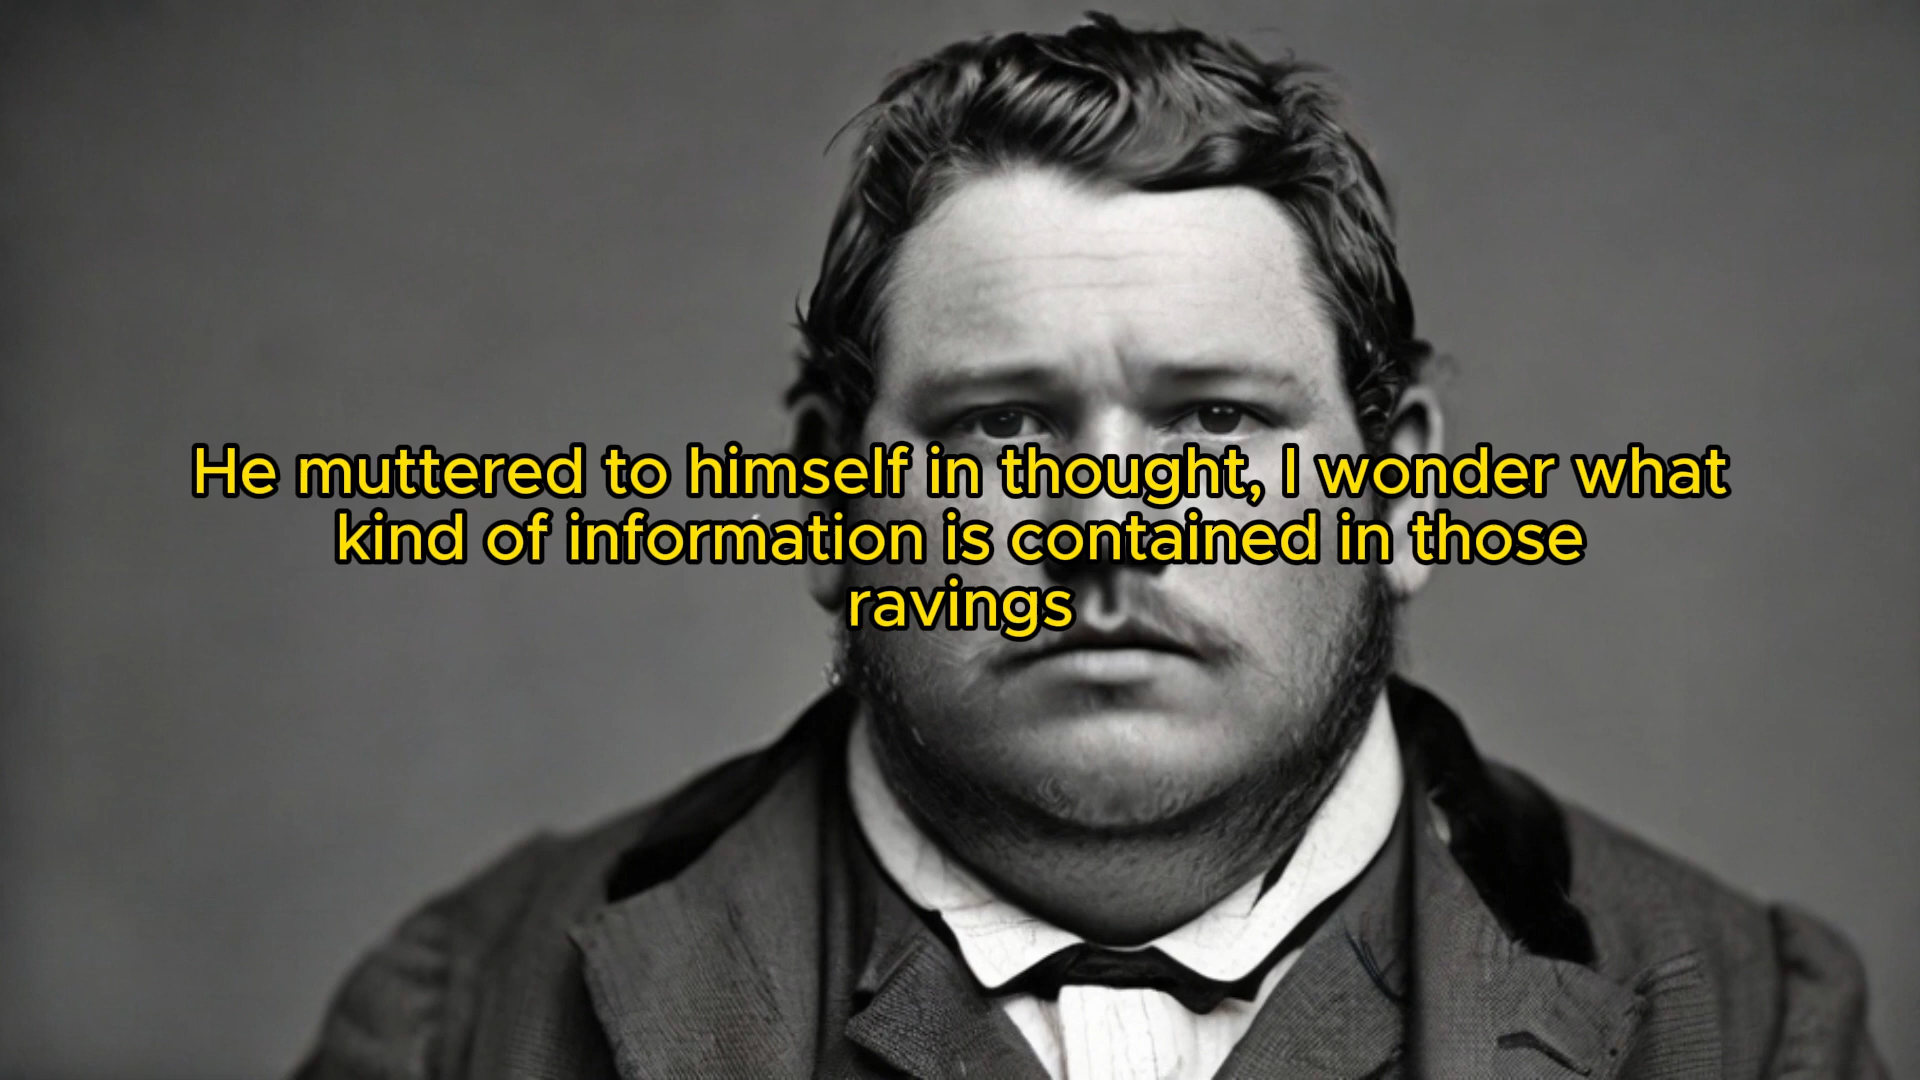 He muttered to himself in thought, I wonder what
kind of information is contained in those
ravings